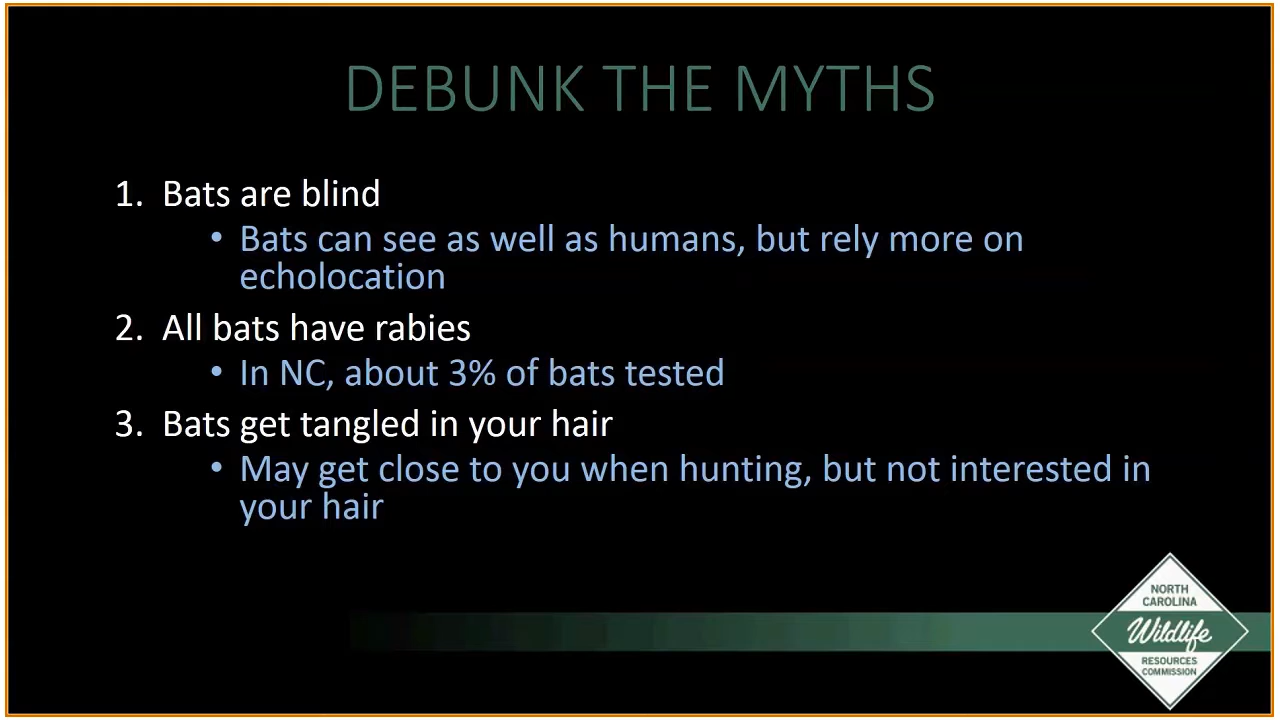 DEBUNK THE MYTHS
1. Bats are blind
• Bats can see as well as humans, but rely more on
echolocation
2. All bats have rabies
• In NC, about 3% of bats tested
3. Bats get tangled in your hair
• May get close to you when hunting, but not interested in
your hair
NORTH
CAROLINA
Wildlife
RESOURCES
COMMISSION